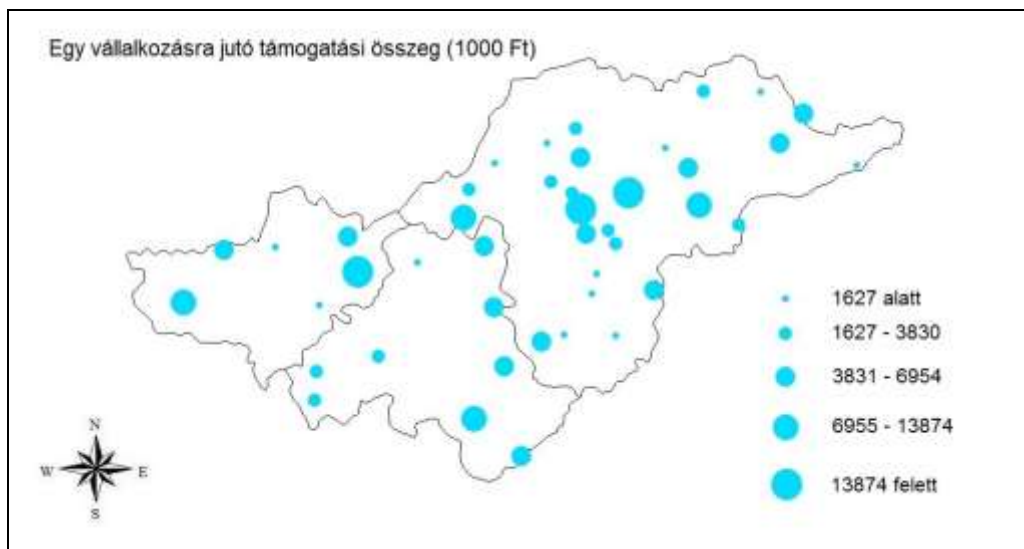 Egy vállalkozásra jutó támogatási összeg (1000 Ft)
1627 alatt
1627 - 3830
3831 - 6954
6955 - 13874
13874 felett
N
W E
S